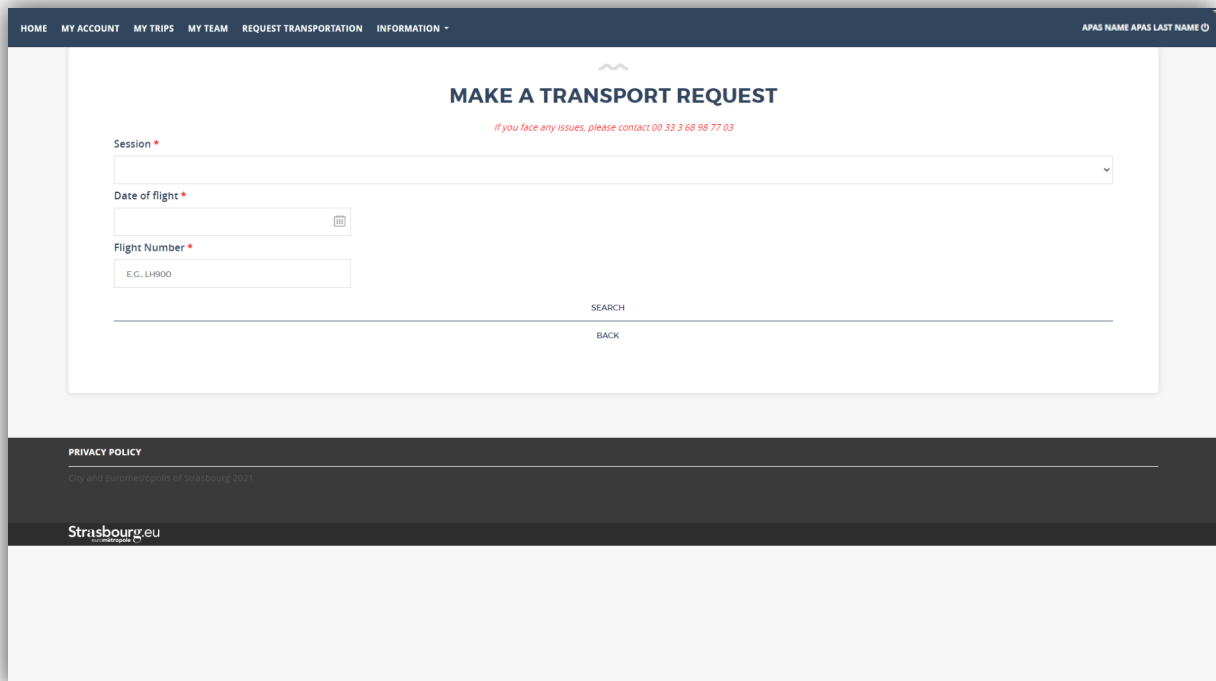 HOME MY ACCOUNT MY TRIPS MY TEAM REQUEST TRANSPORTATION INFORMATION APAS NAME APAS LAST NAME
MAKE A TRANSPORT REQUEST
If you face any issues, please contact 00 33 3 68 98 77 03
Session *
Date of flight *
Flight Number *
E.G., LH900
SEARCH
BACK
PRIVACY POLICY
City and Eurometropolis of Strasbourg 2021
Strasbourg.eu
eurométropole